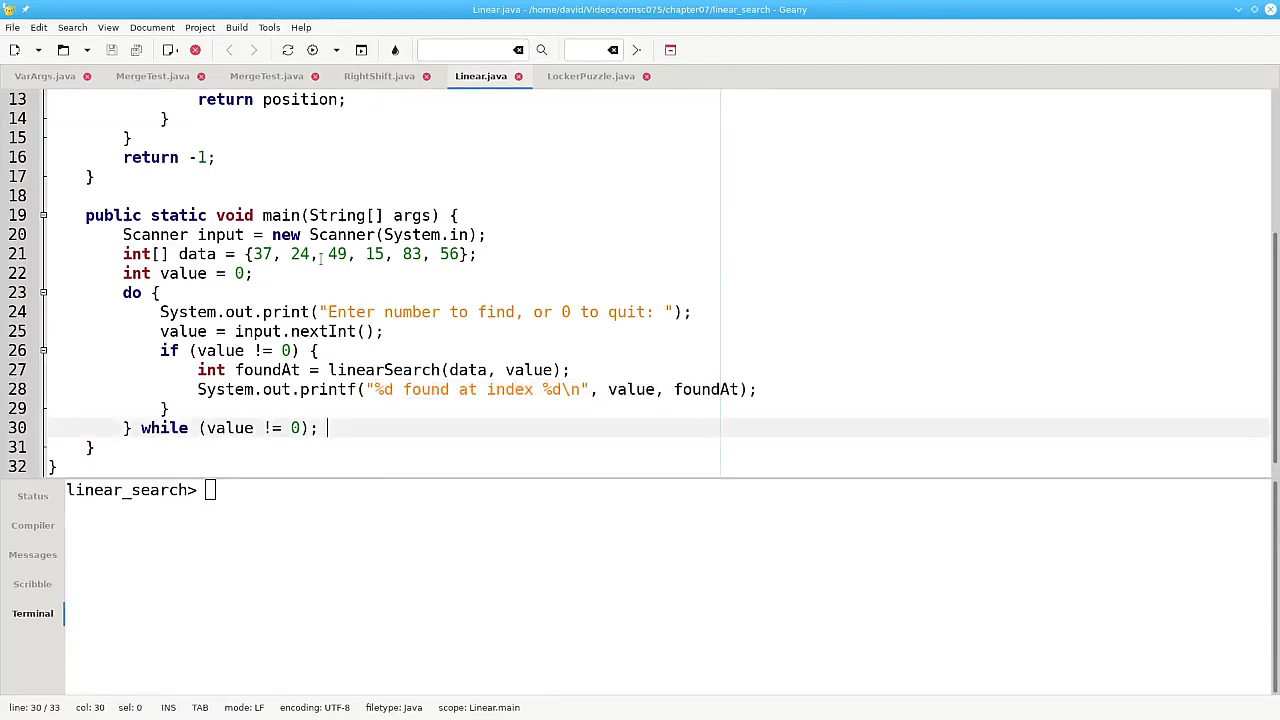 Linear.java - /home/david/Videos/comsc075/chapter07/linear_search - Geany
File Edit Search View Document Project Build Tools Help
VarArgs.java MergeTest.java MergeTest.java RightShift.java Linear.java LockerPuzzle.java
13 return position;
14 }
15 }
16 return -1;
17 }
18
19 public static void main(String[] args) {
20 Scanner input = new Scanner(System.in);
21 int[] data = {37, 24, 49, 15, 83, 56};
22 int value = 0;
23 do {
24 System.out.print("Enter number to find, or 0 to quit: ");
25 value = input.nextInt();
26 if (value != 0) {
27 int foundAt = linearSearch(data, value);
28 System.out.printf("%d found at index %d\n", value, foundAt);
29 }
30 } while (value != 0);
31 }
32 }
Status
Compiler
Messages
Scribble
Terminal
linear_search>
line: 30 / 33 col: 30 sel: 0 INS TAB mode: LF encoding: UTF-8 filetype: Java scope: Linear.main